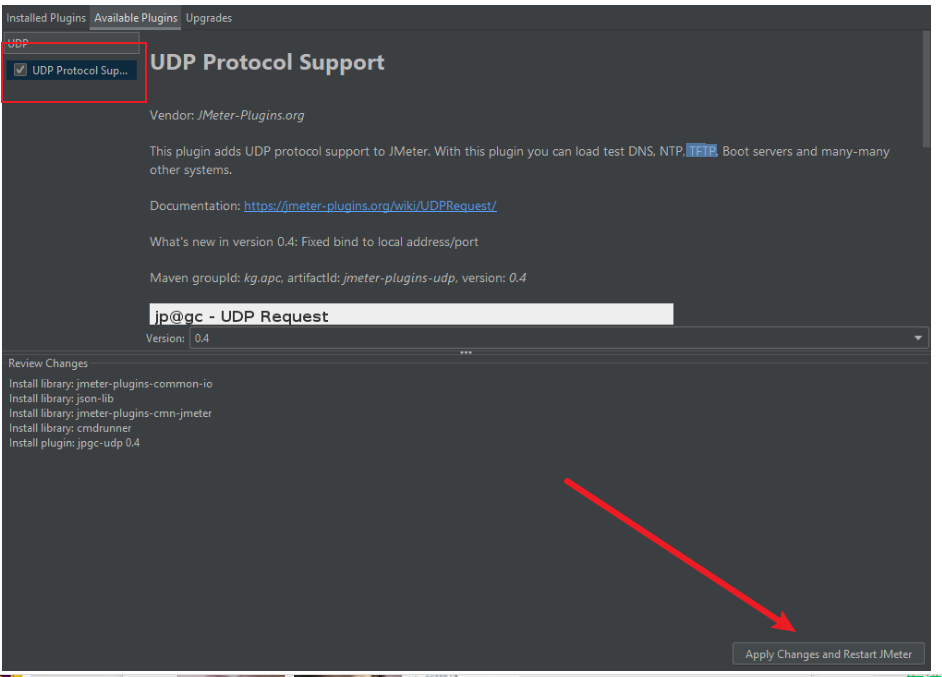 Installed Plugins Available Plugins Upgrades
UDP
UDP Protocol Sup...
UDP Protocol Support
Vendor: JMeter-Plugins.org
This plugin adds UDP protocol support to JMeter. With this plugin you can load test DNS, NTP, TFTP, Boot servers and many-many
other systems.
Documentation: https://jmeter-plugins.org/wiki/UDPRequest/
What's new in version 0.4: Fixed bind to local address/port
Maven groupId: kg.apc, artifactId: jmeter-plugins-udp, version: 0.4
jp@gc - UDP Request
Version: 0.4
Review Changes
Install library: jmeter-plugins-common-io
Install library: json-lib
Install library: jmeter-plugins-cmn-jmeter
Install library: cmdrunner
Install plugin: jpgc-udp 0.4
Apply Changes and Restart JMeter